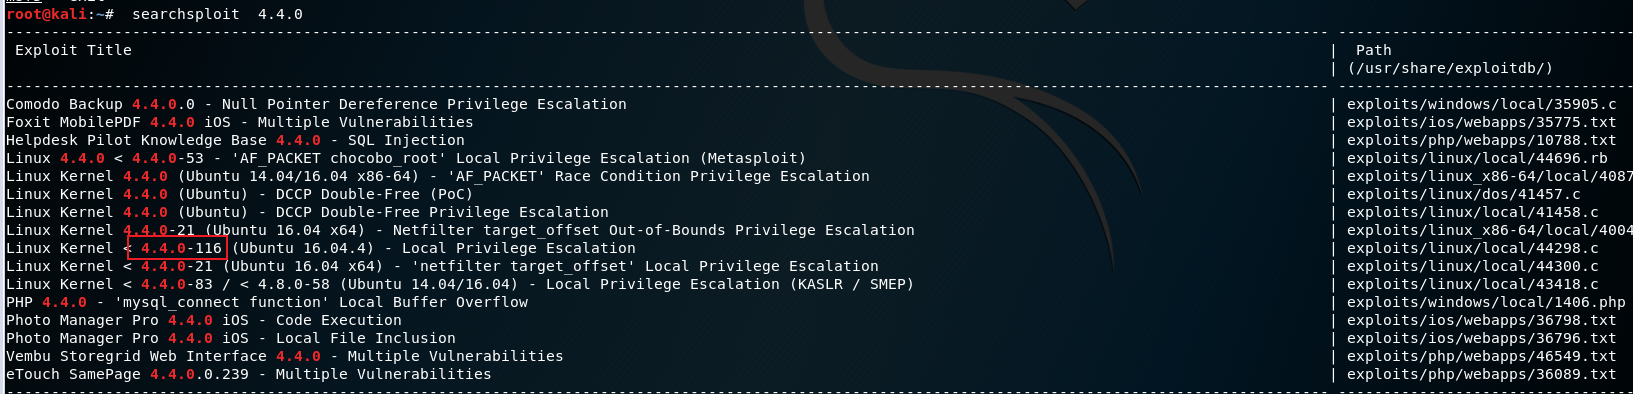 root@kali:~# searchsploit 4.4.0
Exploit Title | Path
| (/usr/share/exploitdb/)
Comodo Backup 4.4.0.0 - Null Pointer Dereference Privilege Escalation | exploits/windows/local/35905.c
Foxit MobilePDF 4.4.0 iOS - Multiple Vulnerabilities | exploits/ios/webapps/35775.txt
Helpdesk Pilot Knowledge Base 4.4.0 - SQL Injection | exploits/php/webapps/10788.txt
Linux 4.4.0 < 4.4.0-53 - 'AF_PACKET chocobo_root' Local Privilege Escalation (Metasploit) | exploits/linux/local/44696.rb
Linux Kernel 4.4.0 (Ubuntu 14.04/16.04 x86-64) - 'AF_PACKET' Race Condition Privilege Escalation | exploits/linux_x86-64/local/4087
Linux Kernel 4.4.0 (Ubuntu) - DCCP Double-Free (PoC) | exploits/linux/dos/41457.c
Linux Kernel 4.4.0 (Ubuntu) - DCCP Double-Free Privilege Escalation | exploits/linux/local/41458.c
Linux Kernel 4.4.0-21 (Ubuntu 16.04 x64) - Netfilter target_offset Out-of-Bounds Privilege Escalation | exploits/linux_x86-64/local/4004
Linux Kernel < 4.4.0-116 (Ubuntu 16.04.4) - Local Privilege Escalation | exploits/linux/local/44298.c
Linux Kernel < 4.4.0-21 (Ubuntu 16.04 x64) - 'netfilter target_offset' Local Privilege Escalation | exploits/linux/local/44300.c
Linux Kernel < 4.4.0-83 / < 4.8.0-58 (Ubuntu 14.04/16.04) - Local Privilege Escalation (KASLR / SMEP) | exploits/linux/local/43418.c
PHP 4.4.0 - 'mysql_connect function' Local Buffer Overflow | exploits/windows/local/1406.php
Photo Manager Pro 4.4.0 iOS - Code Execution | exploits/ios/webapps/36798.txt
Photo Manager Pro 4.4.0 iOS - Local File Inclusion | exploits/ios/webapps/36796.txt
Vembu Storegrid Web Interface 4.4.0 - Multiple Vulnerabilities | exploits/php/webapps/46549.txt
eTouch SamePage 4.4.0.0.239 - Multiple Vulnerabilities | exploits/php/webapps/36089.txt